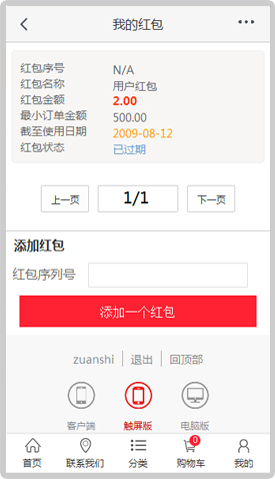 我的红包
红包序号 N/A
红包名称 用户红包
红包金额 2.00
最小订单金额 500.00
截至使用日期 2009-08-12
红包状态 已过期
上一页 1/1 下一页
添加红包
红包序列号
添加一个红包
zuanshi 退出 回顶部
客户端 触屏版 电脑版
0
首页 联系我们 分类 购物车 我的